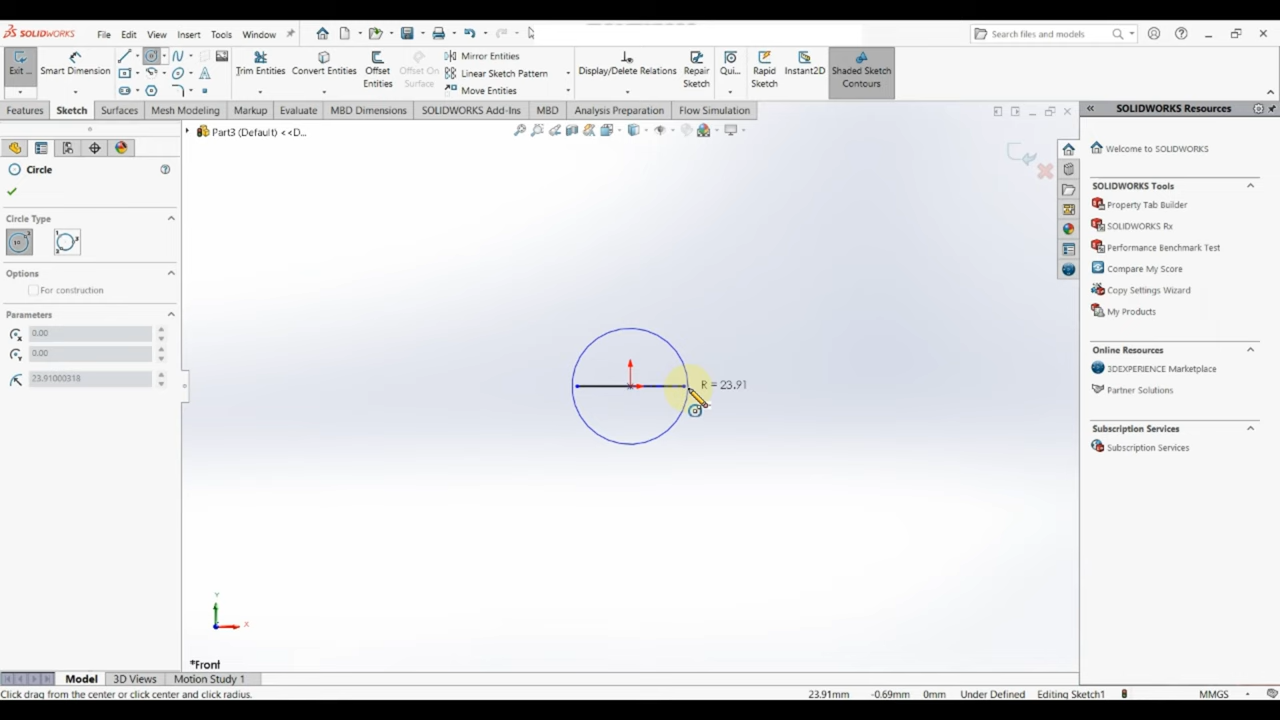 SOLIDWORKS
File Edit View Insert Tools Window
Search files and models
Exit ...
Smart Dimension
Trim Entities
Convert Entities
Offset Entities
Offset On Surface
Mirror Entities
Linear Sketch Pattern
Move Entities
Display/Delete Relations
Repair Sketch
Qui...
Rapid Sketch
Instant2D
Shaded Sketch Contours
Features Sketch Surfaces Mesh Modeling Markup Evaluate MBD Dimensions SOLIDWORKS Add-Ins MBD Analysis Preparation Flow Simulation
Part3 (Default) <<D...
Circle
Circle Type
Options
For construction
Parameters
0.00
0.00
23.91000318
R = 23.91
Y
X
*Front
SOLIDWORKS Resources
Welcome to SOLIDWORKS
SOLIDWORKS Tools
Property Tab Builder
SOLIDWORKS Rx
Performance Benchmark Test
Compare My Score
Copy Settings Wizard
My Products
Online Resources
3DEXPERIENCE Marketplace
Partner Solutions
Subscription Services
Subscription Services
Model 3D Views Motion Study 1
Click drag from the center or click center and click radius.
23.91mm -0.69mm 0mm Under Defined Editing Sketch1 MMGS